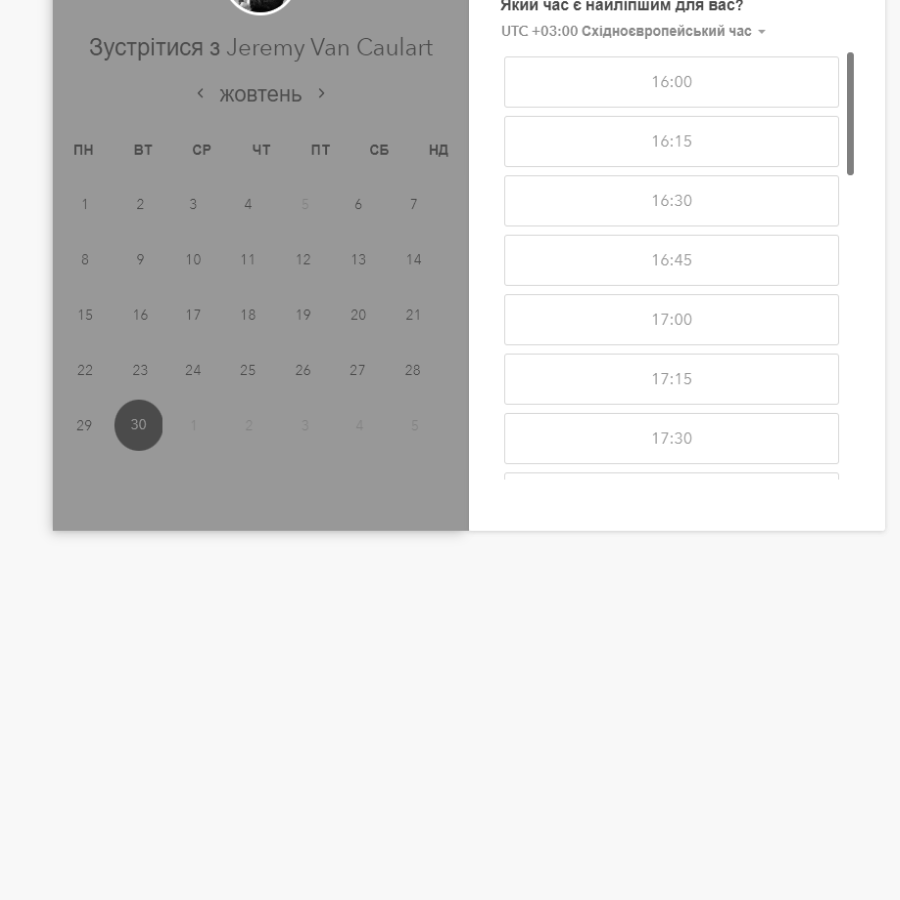 Зустрітися з Jeremy Van Caulart
жовтень
ПН ВТ СР ЧТ ПТ СБ НД
1 2 3 4 5 6 7
8 9 10 11 12 13 14
15 16 17 18 19 20 21
22 23 24 25 26 27 28
29 30 1 2 3 4 5
Який час є найліпшим для вас?
UTC +03:00 Східноєвропейський час
16:00
16:15
16:30
16:45
17:00
17:15
17:30